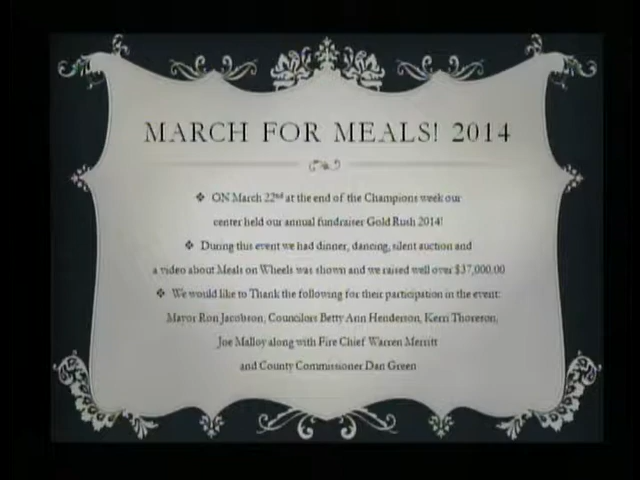 MARCH FOR MEALS! 2014
❖ ON March 22nd at the end of the Champions week our
center held our annual fundraiser Gold Rush 2014!
❖ During this event we had dinner, dancing, silent auction and
a video about Meals on Wheels was shown and we raised well over $37,000.00
❖ We would like to Thank the following for their participation in the event:
Mayor Ron Jacobson, Councilors Betty Ann Henderson, Kerri Thoreson,
Joe Malloy along with Fire Chief Warren Merritt
and County Commissioner Dan Green